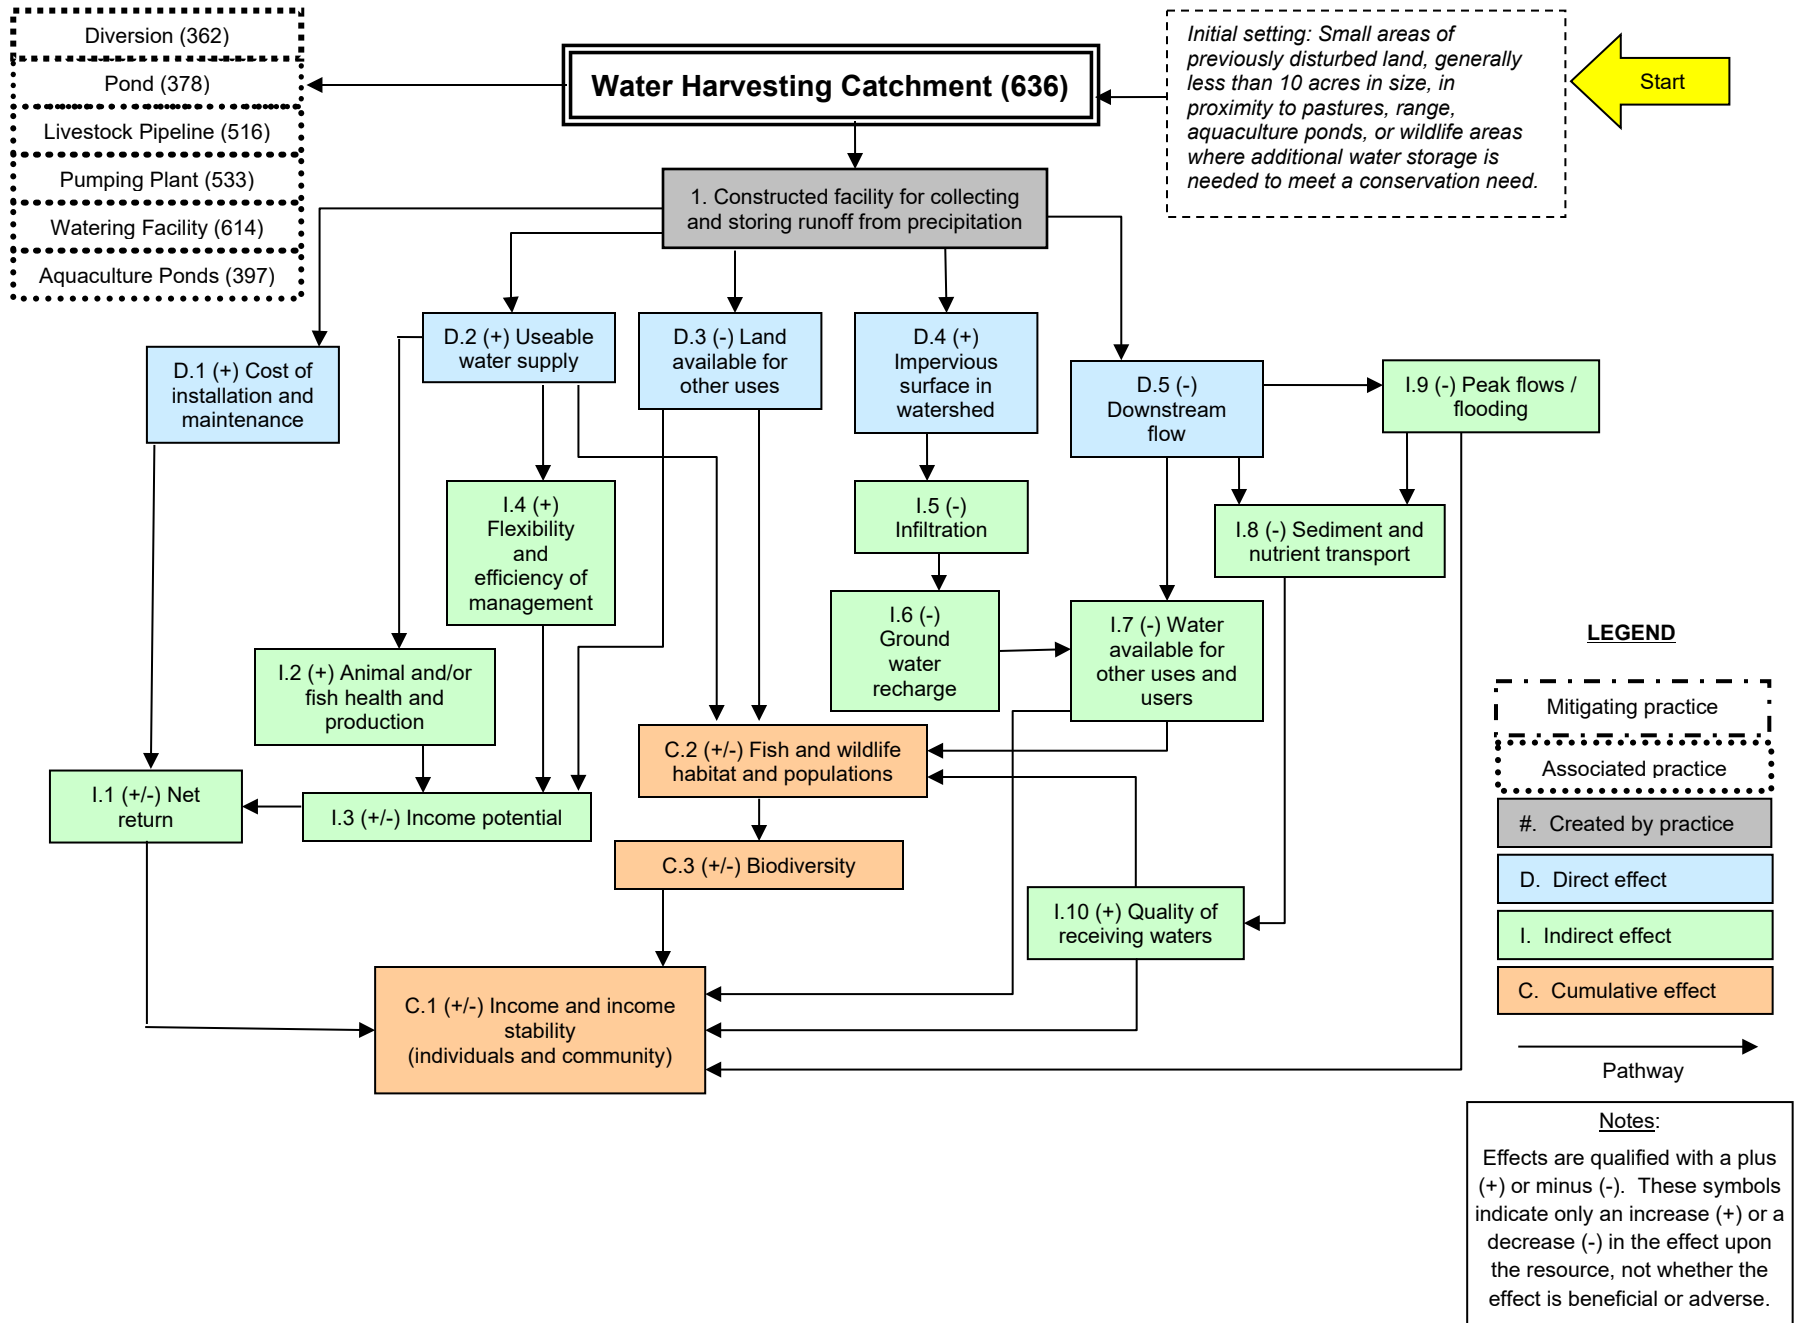 Diversion (362)
Pond (378)
Livestock Pipeline (516)
Pumping Plant (533)
Watering Facility (614)
Aquaculture Ponds (397)
Water Harvesting Catchment (636)
Initial setting: Small areas of
previously disturbed land, generally
less than 10 acres in size, in
proximity to pastures, range,
aquaculture ponds, or wildlife areas
where additional water storage is
needed to meet a conservation need.
Start
1. Constructed facility for collecting
and storing runoff from precipitation
D.1 (+) Cost of
installation and
maintenance
D.2 (+) Useable
water supply
D.3 (-) Land
available for
other uses
D.4 (+)
Impervious
surface in
watershed
D.5 (-)
Downstream
flow
I.9 (-) Peak flows /
flooding
I.4 (+)
Flexibility
and
efficiency of
management
I.5 (-)
Infiltration
I.8 (-) Sediment and
nutrient transport
I.6 (-)
Ground
water
recharge
I.7 (-) Water
available for
other uses and
users
I.2 (+) Animal and/or
fish health and
production
C.2 (+/-) Fish and wildlife
habitat and populations
I.1 (+/-) Net
return
I.3 (+/-) Income potential
C.3 (+/-) Biodiversity
I.10 (+) Quality of
receiving waters
C.1 (+/-) Income and income
stability
(individuals and community)
LEGEND
Mitigating practice
Associated practice
#. Created by practice
D. Direct effect
I. Indirect effect
C. Cumulative effect
Pathway
Notes:
Effects are qualified with a plus
(+) or minus (-). These symbols
indicate only an increase (+) or a
decrease (-) in the effect upon
the resource, not whether the
effect is beneficial or adverse.